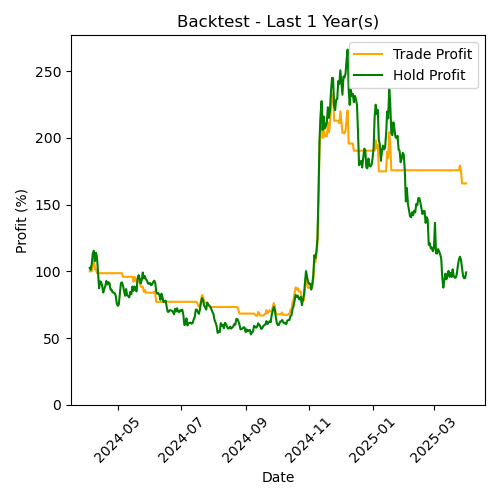 Backtest - Last 1 Year(s)
Trade Profit
Hold Profit
Profit (%)
250
200
150
100
50
0
2024-05
2024-07
2024-09
2024-11
2025-01
2025-03
Date